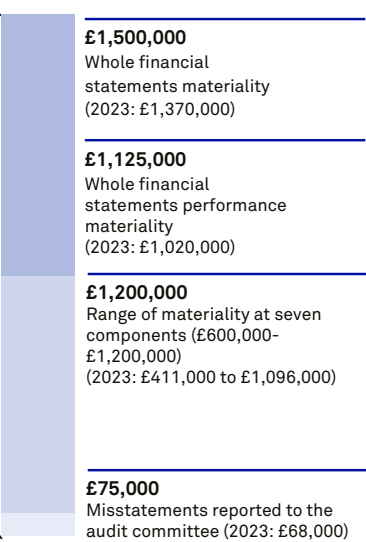 £1,500,000
Whole financial
statements materiality
(2023: £1,370,000)
£1,125,000
Whole financial
statements performance
materiality
(2023: £1,020,000)
£1,200,000
Range of materiality at seven
components (£600,000-
£1,200,000)
(2023: £411,000 to £1,096,000)
£75,000
Misstatements reported to the
audit committee (2023: £68,000)